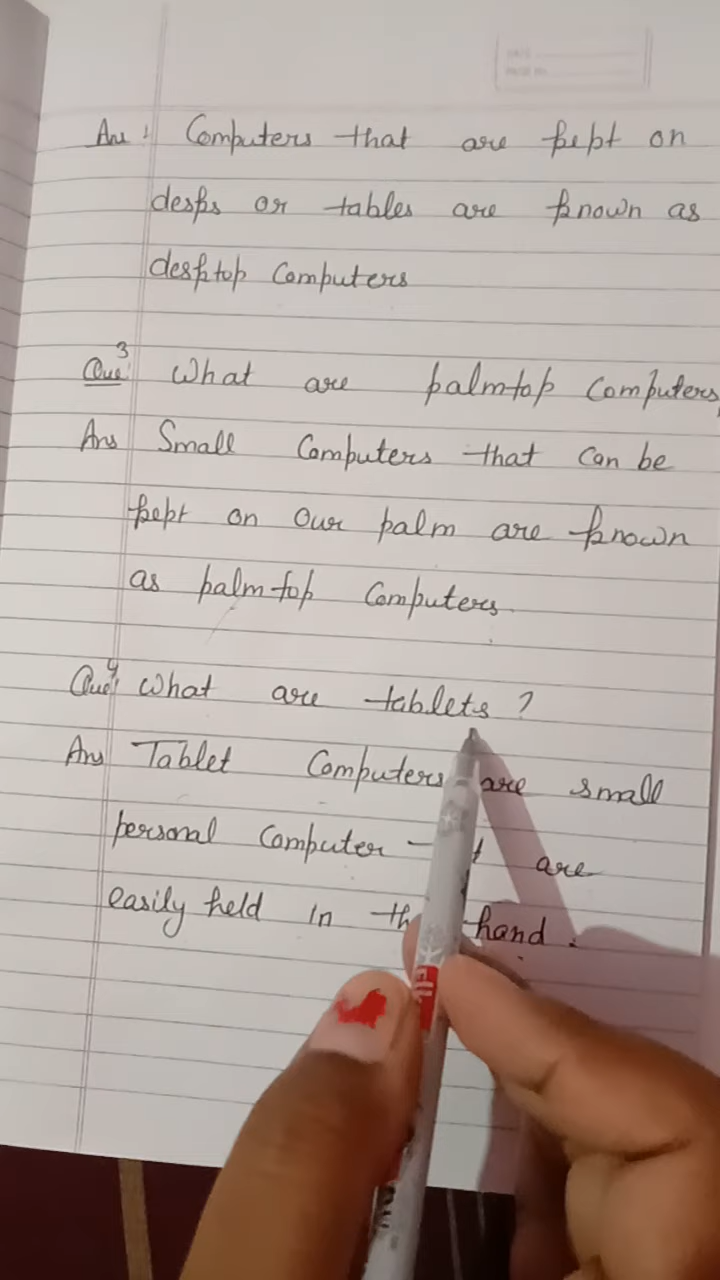 Ans : Computers that are kept on
desks or tables are known as
desktop Computers
Que 3 What are palmtop Computers,
Ans Small Computers that can be
kept on our palm are known
as palmtop Computers.
Que 4 What are tablets ?
Ans Tablet Computers are small
personal Computer are
easily held in hand .